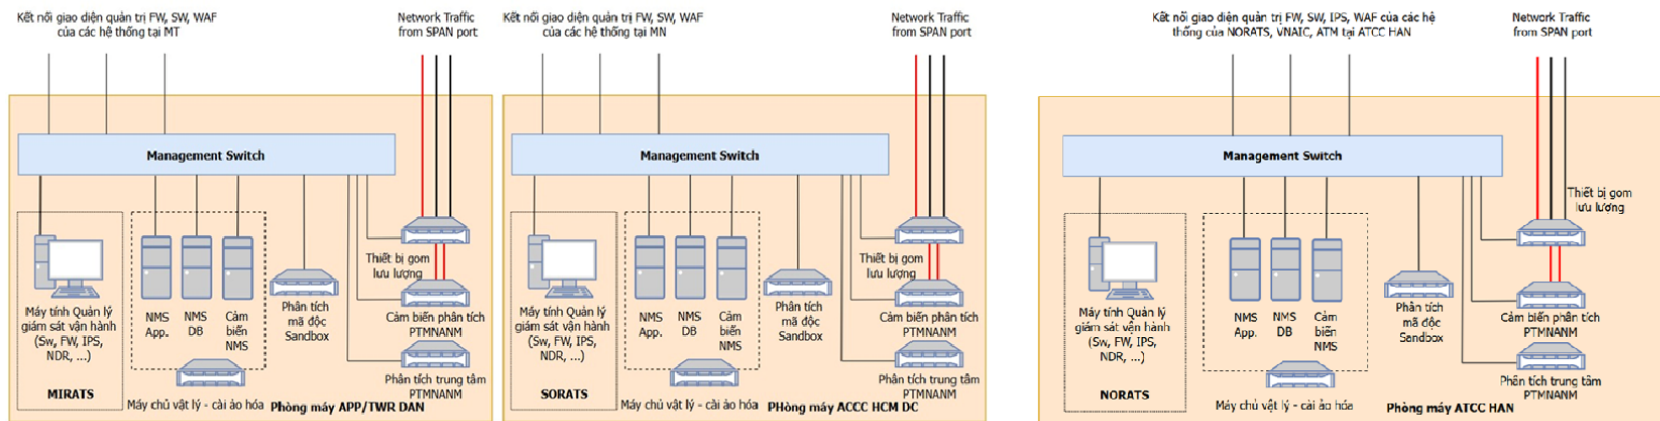 Kết nối giao diện quản trị FW, SW, WAF
của các hệ thống tại MT
Network Traffic
from SPAN port
Management Switch
Máy tính Quản lý
giám sát vận hành
(Sw, FW, IPS,
NDR, ...)
MIRATS
NMS
App.
NMS
DB
Cảm
biến
NMS
Máy chủ vật lý - cài ảo hóa
Phân tích
mã độc
Sandbox
Thiết bị gom
lưu lượng
Cảm biến phân tích
PTMNANM
Phân tích trung tâm
PTMNANM
Phòng máy APP/TWR DAN
Kết nối giao diện quản trị FW, SW, WAF
của các hệ thống tại MN
Network Traffic
from SPAN port
Management Switch
Máy tính Quản lý
giám sát vận hành
(Sw, FW, IPS,
NDR, ...)
SORATS
NMS
App.
NMS
DB
Cảm
biến
NMS
Máy chủ vật lý - cài ảo hóa
Phân tích
mã độc
Sandbox
Thiết bị gom
lưu lượng
Cảm biến phân tích
PTMNANM
Phân tích trung tâm
PTMNANM
PHòng máy ACCC HCM DC
Kết nối giao diện quản trị FW, SW, IPS, WAF của các hệ
thống của NORATS, VNAIC, ATM tại ATCC HAN
Network Traffic
from SPAN port
Management Switch
Máy tính Quản lý
giám sát vận hành
(Sw, FW, IPS,
NDR, ...)
NORATS
NMS
App.
NMS
DB
Cảm
biến
NMS
Máy chủ vật lý - cài ảo hóa
Phân tích
mã độc
Sandbox
Thiết bị gom
lưu lượng
Cảm biến phân tích
PTMNANM
Phân tích trung tâm
PTMNANM
Phòng máy ATCC HAN